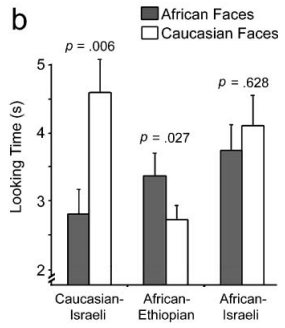 b
African Faces
Caucasian Faces
p = .006
p = .027
p = .628
Looking Time (s)
5
4
3
2
Caucasian-
Israeli
African-
Ethiopian
African-
Israeli